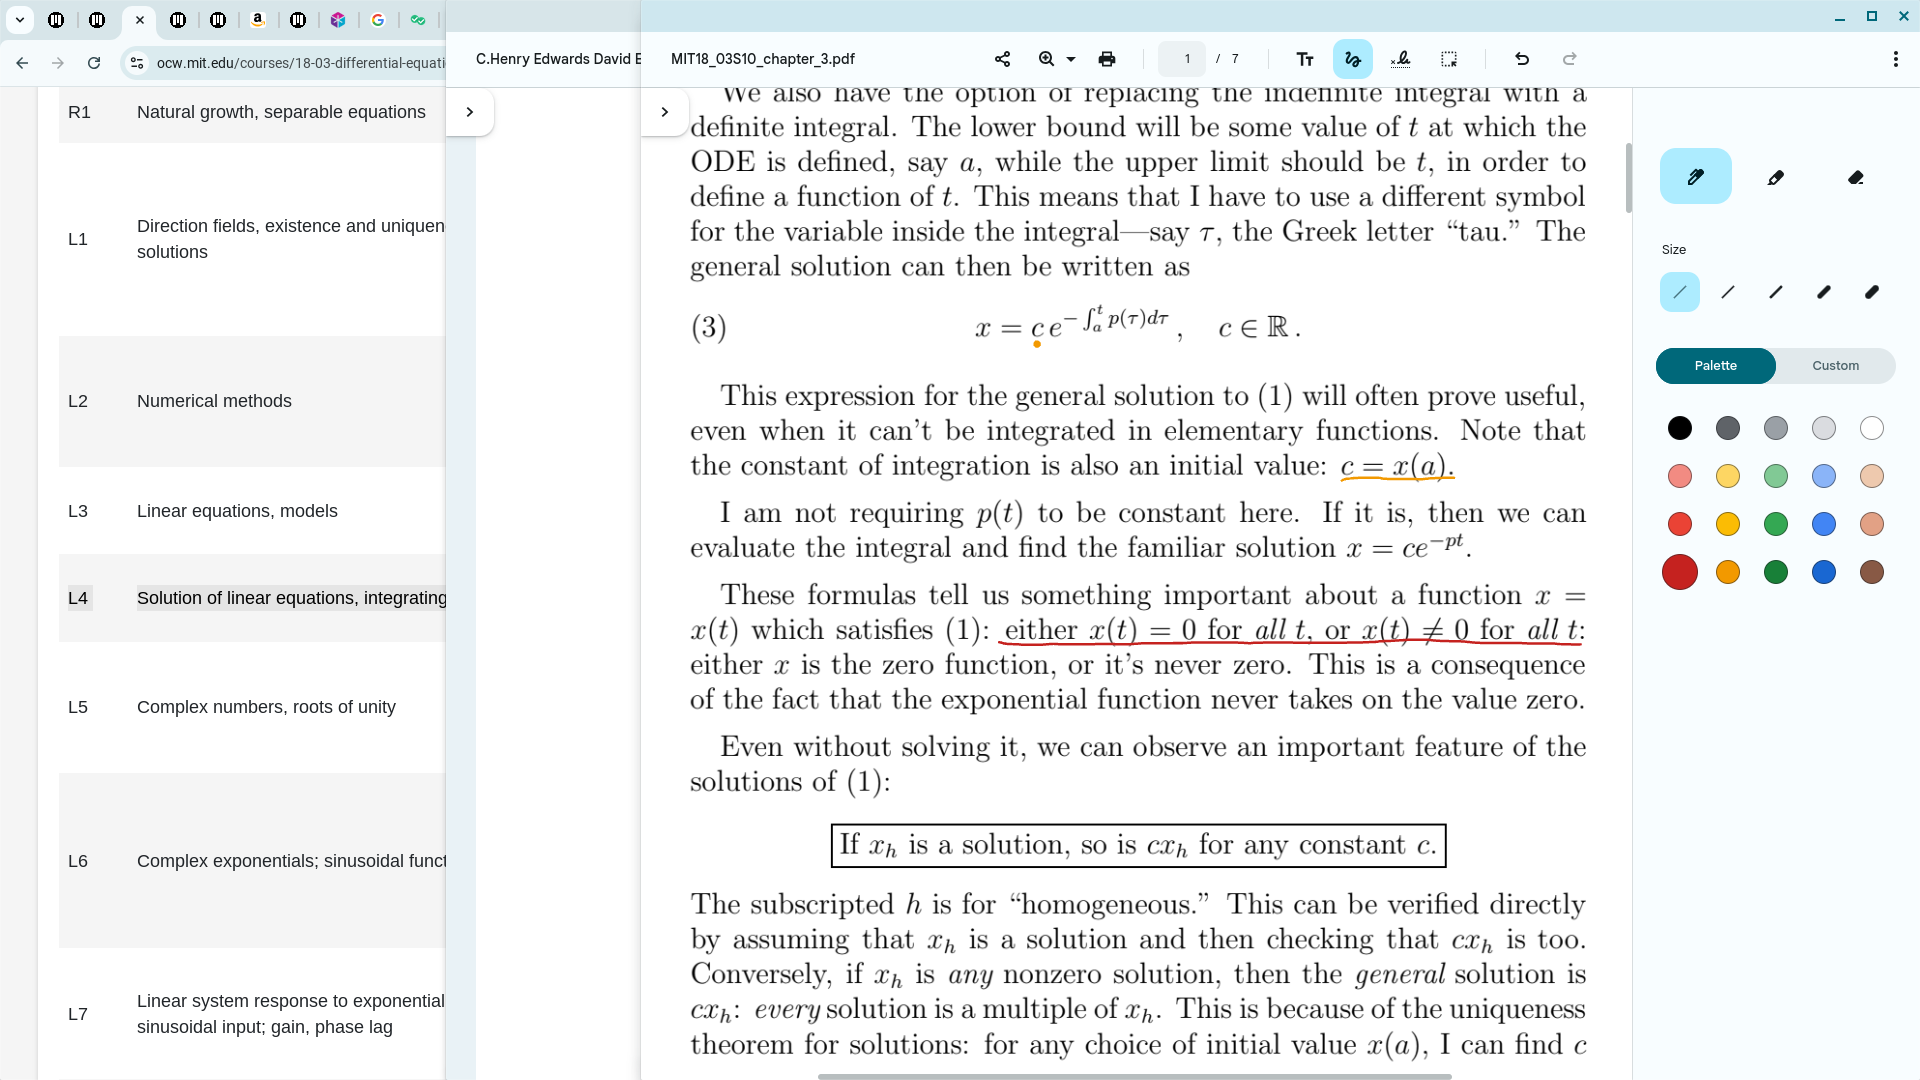 C.Henry Edwards David E
MIT18_03S10_chapter_3.pdf
1 / 7
ocw.mit.edu/courses/18-03-differential-equati
R1 Natural growth, separable equations
L1 Direction fields, existence and uniquen
solutions
L2 Numerical methods
L3 Linear equations, models
L4 Solution of linear equations, integrating
L5 Complex numbers, roots of unity
L6 Complex exponentials; sinusoidal funct
L7 Linear system response to exponential
sinusoidal input; gain, phase lag
We also have the option of replacing the indefinite integral with a
definite integral. The lower bound will be some value of t at which the
ODE is defined, say a, while the upper limit should be t, in order to
define a function of t. This means that I have to use a different symbol
for the variable inside the integral—say τ, the Greek letter “tau.” The
general solution can then be written as
(3) x = c e^{− ∫_a^t p(τ)dτ} , c ∈ ℝ .
This expression for the general solution to (1) will often prove useful,
even when it can’t be integrated in elementary functions. Note that
the constant of integration is also an initial value: c = x(a).
I am not requiring p(t) to be constant here. If it is, then we can
evaluate the integral and find the familiar solution x = ce^{−pt}.
These formulas tell us something important about a function x =
x(t) which satisfies (1): either x(t) = 0 for all t, or x(t) ≠ 0 for all t:
either x is the zero function, or it’s never zero. This is a consequence
of the fact that the exponential function never takes on the value zero.
Even without solving it, we can observe an important feature of the
solutions of (1):
If x_h is a solution, so is cx_h for any constant c.
The subscripted h is for “homogeneous.” This can be verified directly
by assuming that x_h is a solution and then checking that cx_h is too.
Conversely, if x_h is any nonzero solution, then the general solution is
cx_h: every solution is a multiple of x_h. This is because of the uniqueness
theorem for solutions: for any choice of initial value x(a), I can find c
Size
Palette
Custom